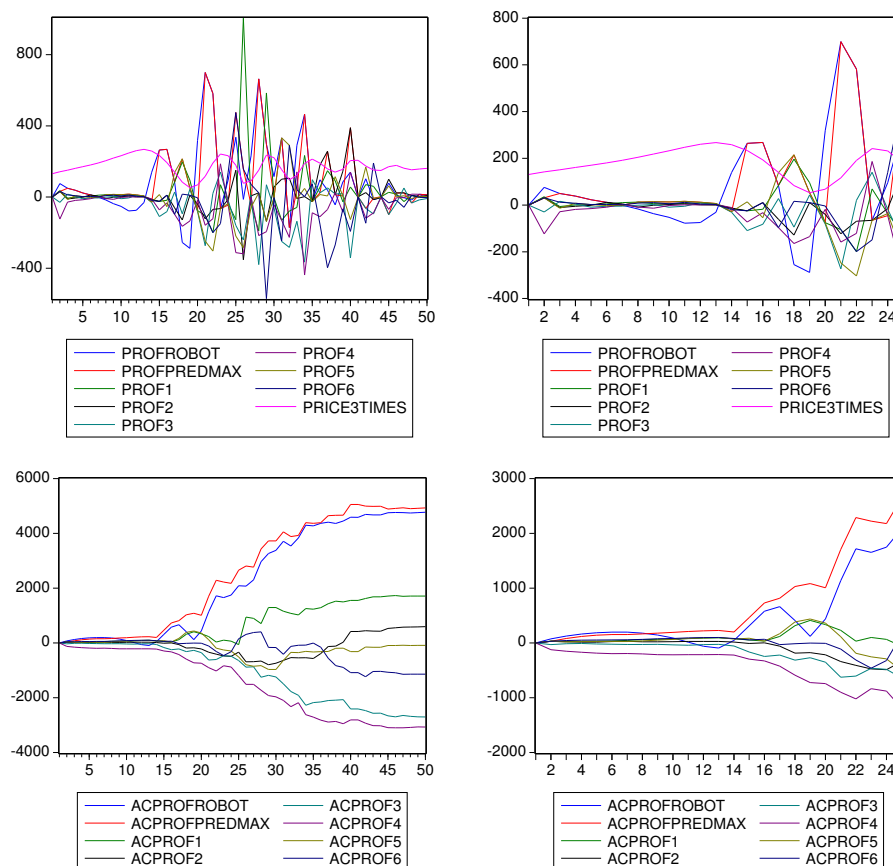 800
400
0
-400
5 10 15 20 25 30 35 40 45 50
PROFROBOT PROF4
PROFPREDMAX PROF5
PROF1 PROF6
PROF2 PRICE3TIMES
PROF3
800
600
400
200
0
-200
-400
2 4 6 8 10 12 14 16 18 20 22 24
PROFROBOT PROF4
PROFPREDMAX PROF5
PROF1 PROF6
PROF2 PRICE3TIMES
PROF3
6000
4000
2000
0
-2000
-4000
5 10 15 20 25 30 35 40 45 50
ACPROFROBOT ACPROF3
ACPROFPREDMAX ACPROF4
ACPROF1 ACPROF5
ACPROF2 ACPROF6
3000
2000
1000
0
-1000
-2000
2 4 6 8 10 12 14 16 18 20 22 24
ACPROFROBOT ACPROF3
ACPROFPREDMAX ACPROF4
ACPROF1 ACPROF5
ACPROF2 ACPROF6